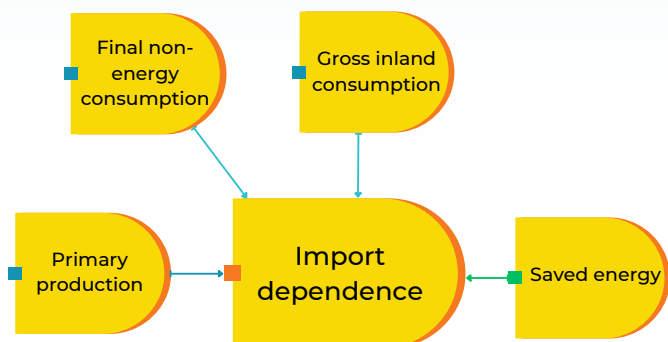 Final non-
energy
consumption
Gross inland
consumption
Primary
production
Import
dependence
Saved energy